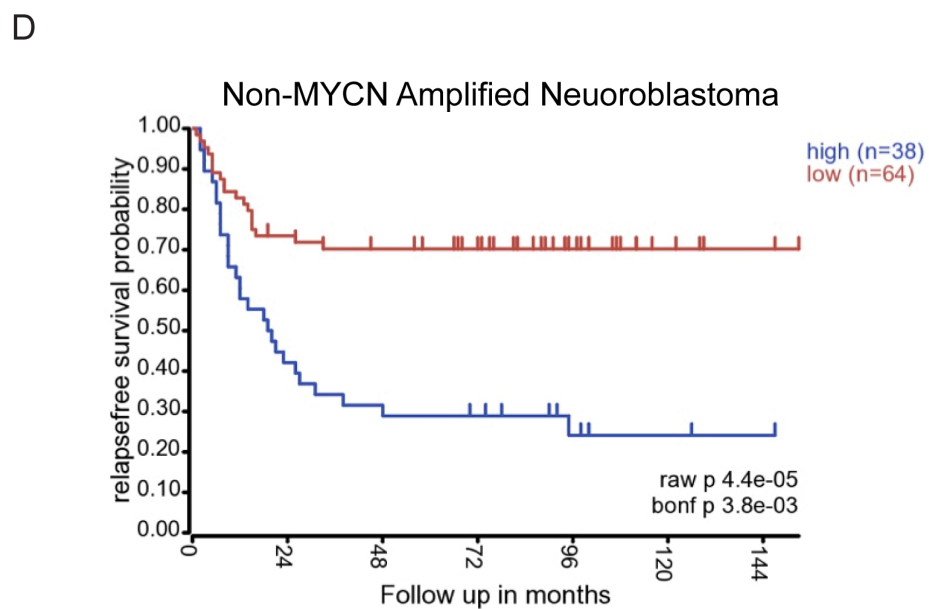 D
Non-MYCN Amplified Neuoroblastoma
1.00
0.90
0.80
0.70
0.60
0.50
0.40
0.30
0.20
0.10
0.00
relapsefree survival probability
high (n=38)
low (n=64)
raw p 4.4e-05
bonf p 3.8e-03
0 24 48 72 96 120 144
Follow up in months